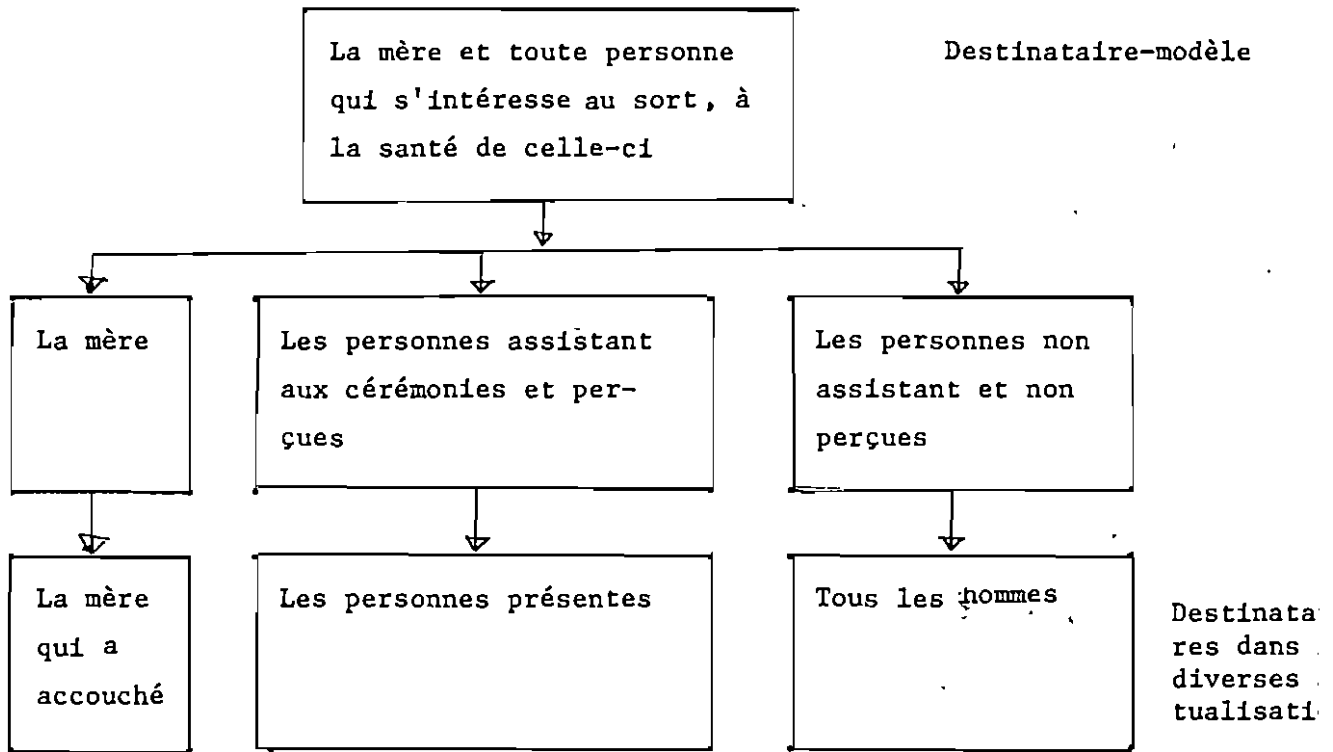 La mère et toute personne
qui s'intéresse au sort, à
la santé de celle-ci
Destinataire-modèle
La mère
Les personnes assistant
aux cérémonies et per-
çues
Les personnes non
assistant et non
perçues
La mère
qui a
accouché
Les personnes présentes
Tous les hommes
Destinatai
res dans
diverses
tualisati